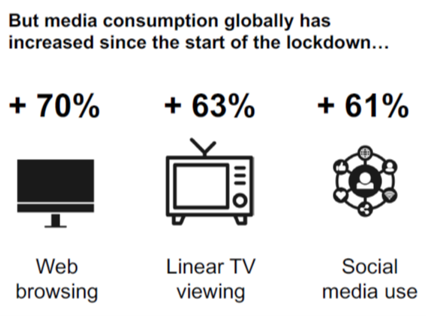 But media consumption globally has
increased since the start of the lockdown...
+ 70%
+ 63%
+ 61%
Web
browsing
Linear TV
viewing
Social
media use